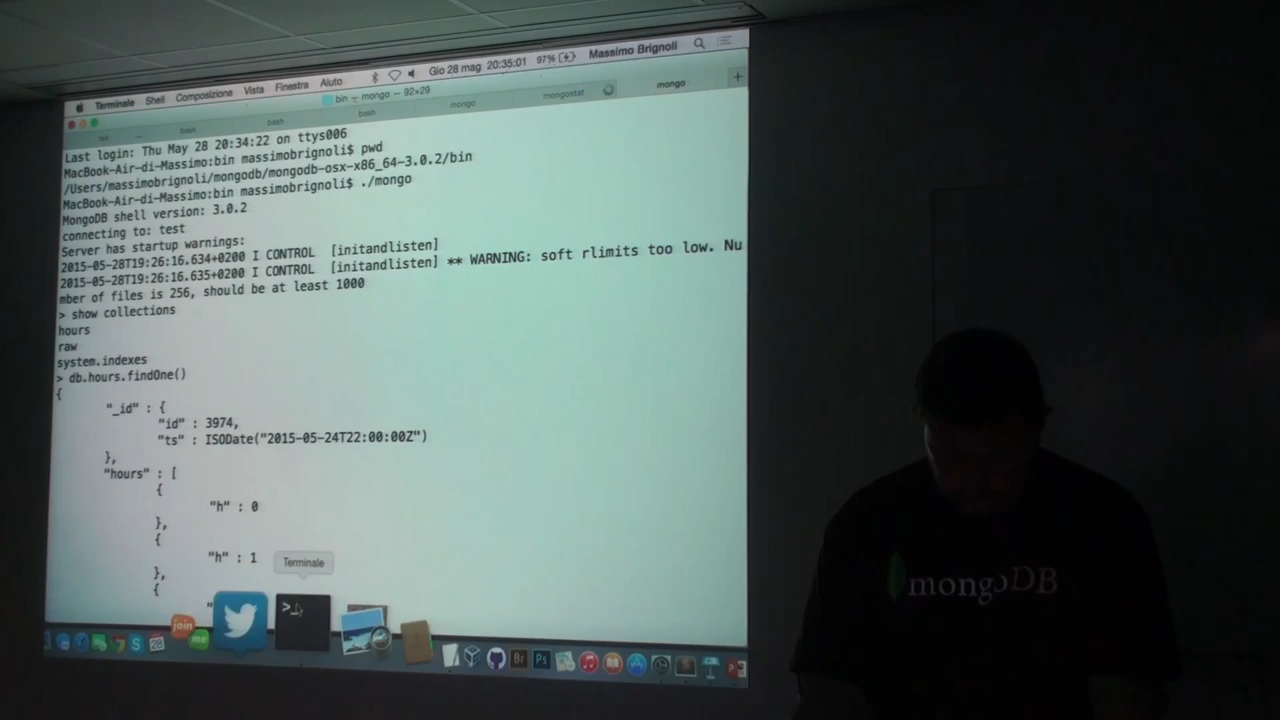 Terminale Shell Composizione Vista Finestra Aiuto Gio 28 mag 20:35:01 97% Massimo Brignoli
bin — mongo — 92×29
bash bash bash mongo mongostat mongo +
Last login: Thu May 28 20:34:22 on ttys006
MacBook-Air-di-Massimo:bin massimobrignoli$ pwd
/Users/massimobrignoli/mongodb/mongodb-osx-x86_64-3.0.2/bin
MacBook-Air-di-Massimo:bin massimobrignoli$ ./mongo
MongoDB shell version: 3.0.2
connecting to: test
Server has startup warnings:
2015-05-28T19:26:16.634+0200 I CONTROL  [initandlisten]
2015-05-28T19:26:16.635+0200 I CONTROL  [initandlisten] ** WARNING: soft rlimits too low. Nu
mber of files is 256, should be at least 1000
> show collections
hours
raw
system.indexes
> db.hours.findOne()
{
"_id" : {
"id" : 3974,
"ts" : ISODate("2015-05-24T22:00:00Z")
},
"hours" : [
{
"h" : 0
},
{
"h" : 1
},
{
"
Terminale
>_
join
me
S
28
Br
Ps
mongoDB